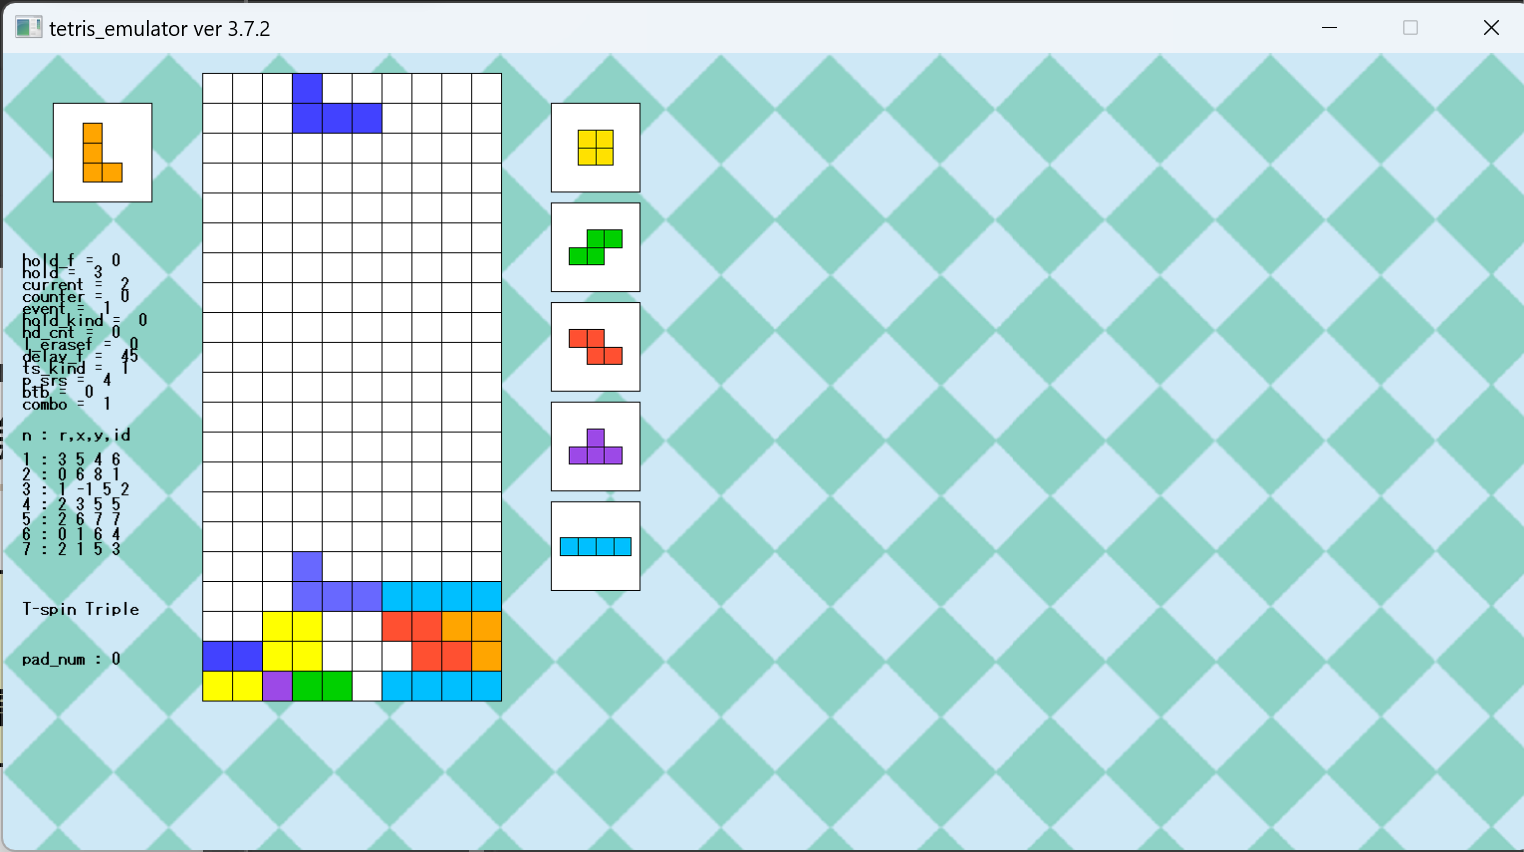 tetris_emulator ver 3.7.2
hold_f = 0
hold = 3
current = 2
counter = 0
event = 1
hold_kind = 0
hd_cnt = 0
l_erasef = 0
delay_f = 45
ts_kind = 1
p_srs = 4
btb = 0
combo = 1
n : r,x,y,id
1 : 3 5 4 6
2 : 0 6 8 1
3 : 1 -1 5 2
4 : 2 3 5 5
5 : 2 6 7 7
6 : 0 1 6 4
7 : 2 1 5 3
T-spin Triple
pad_num : 0